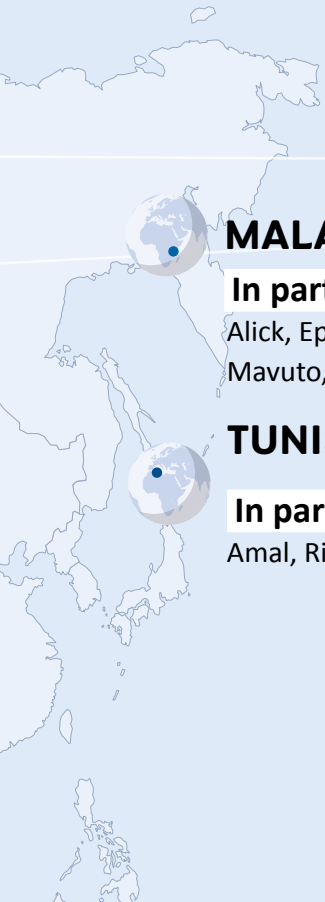 MALA
In part
Alick, Ep
Mavuto,
TUNI
In par
Amal, Ri